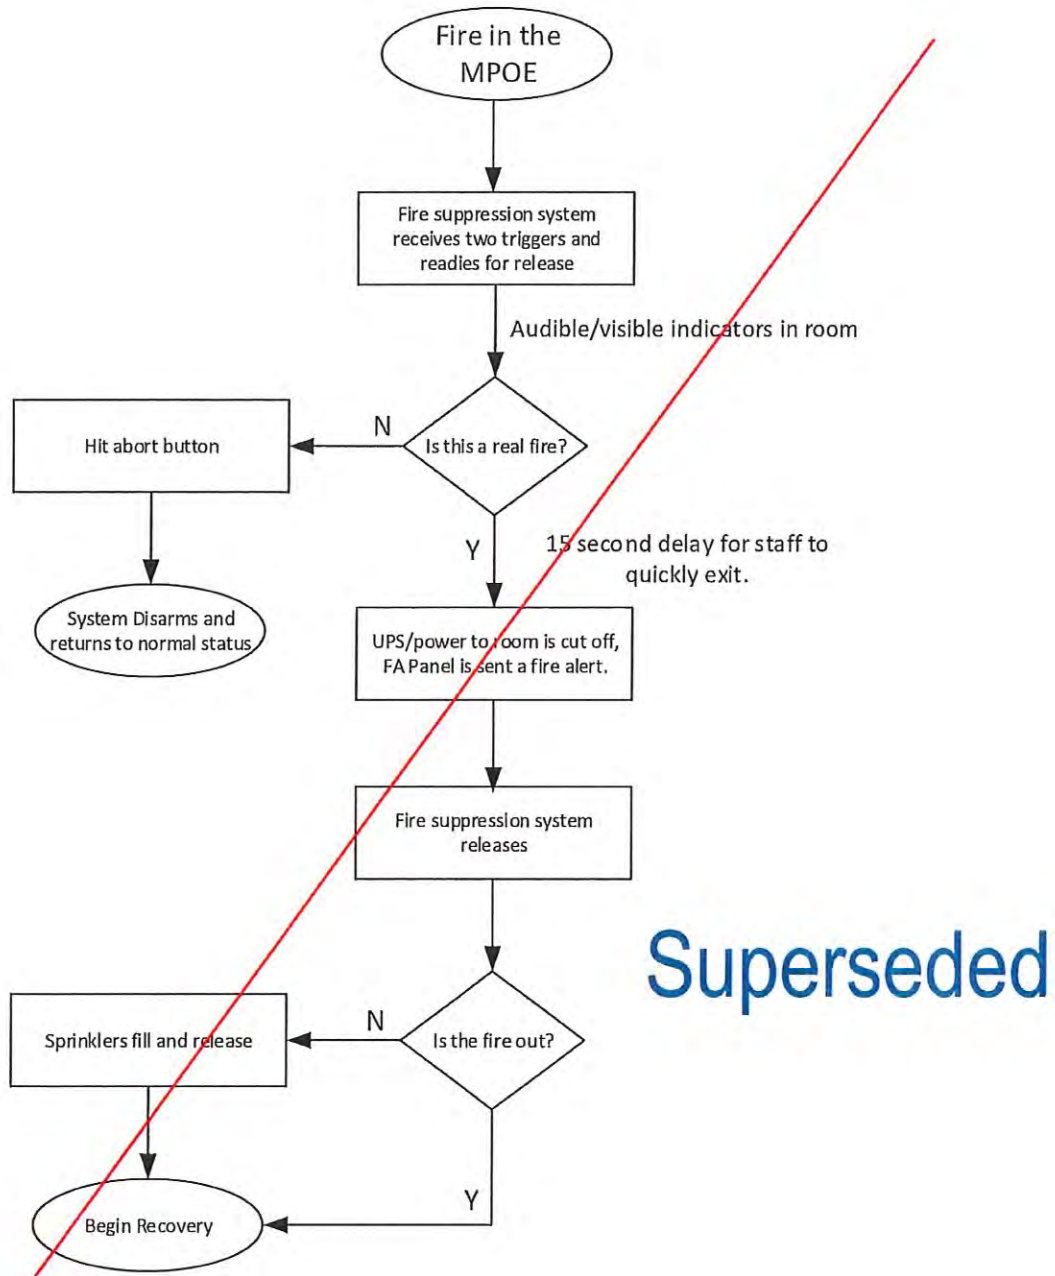 Fire in the
MPOE
Fire suppression system
receives two triggers and
readies for release
Audible/visible indicators in room
Is this a real fire?
N
Hit abort button
System Disarms and
returns to normal status
Y
15 second delay for staff to
quickly exit.
UPS/power to room is cut off,
FA Panel is sent a fire alert.
Fire suppression system
releases
Superseded
Is the fire out?
N
Sprinklers fill and release
Y
Begin Recovery